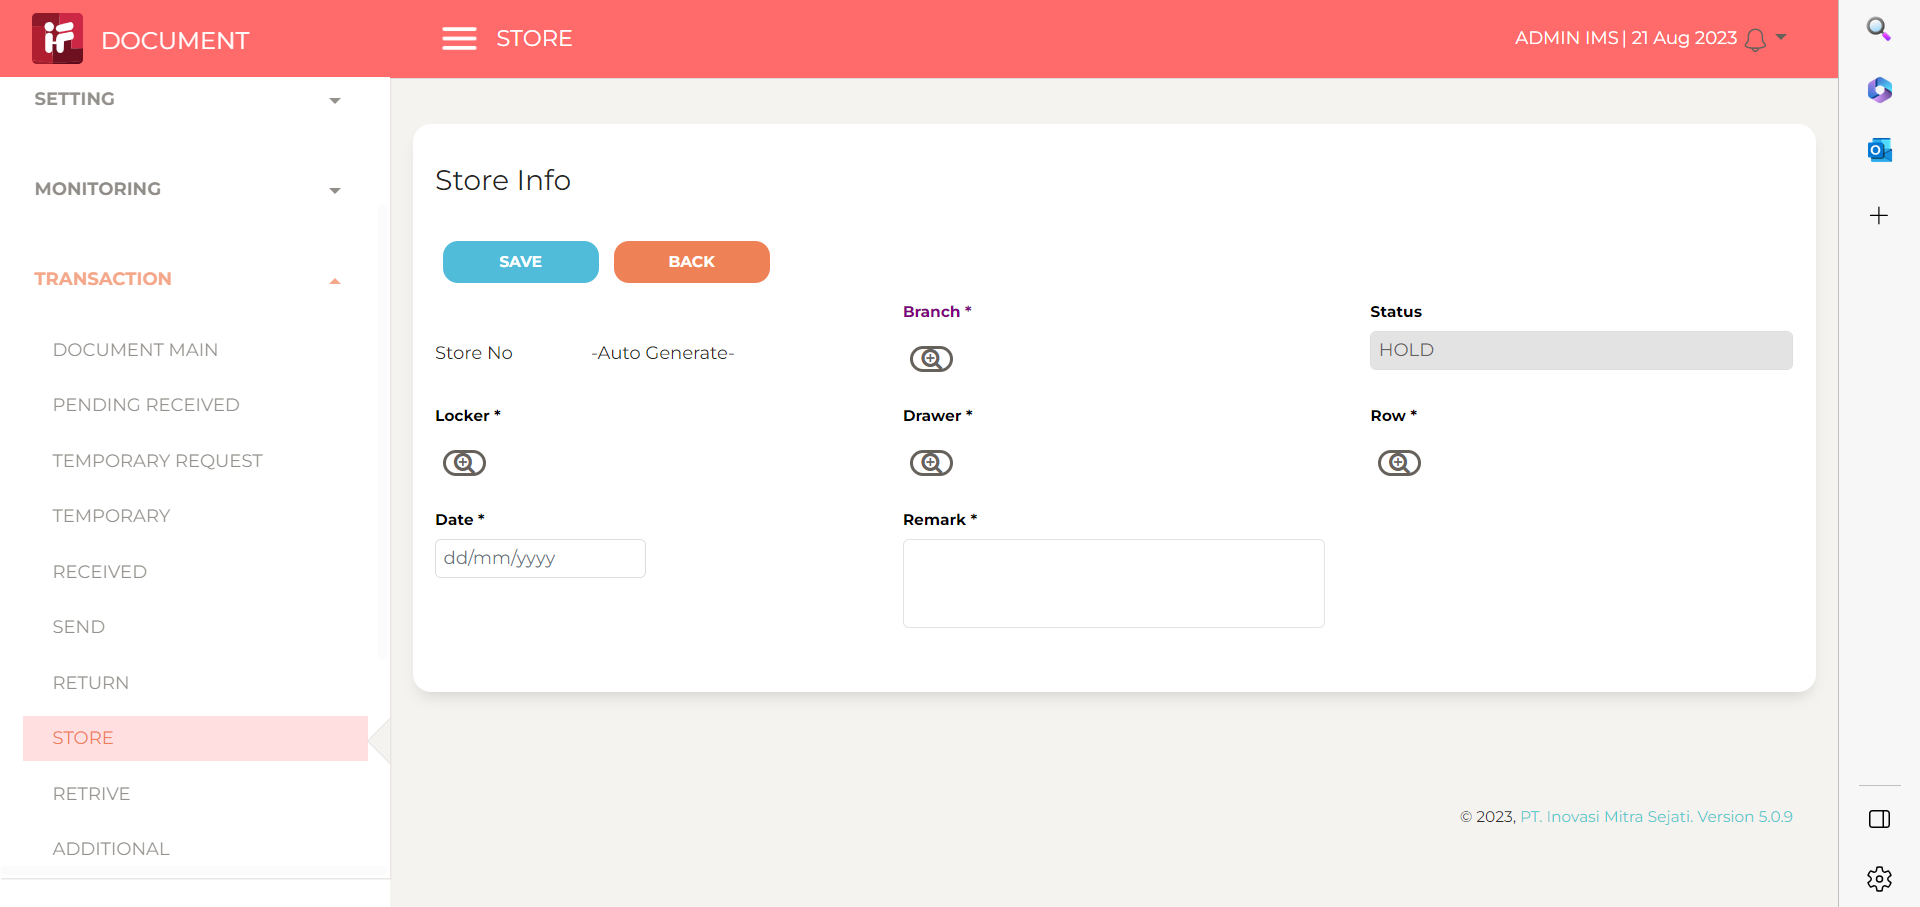 DOCUMENT
STORE
ADMIN IMS | 21 Aug 2023
SETTING
MONITORING
TRANSACTION
DOCUMENT MAIN
PENDING RECEIVED
TEMPORARY REQUEST
TEMPORARY
RECEIVED
SEND
RETURN
STORE
RETRIVE
ADDITIONAL
Store Info
SAVE
BACK
Store No
-Auto Generate-
Branch *
Status
HOLD
Locker *
Drawer *
Row *
Date *
dd/mm/yyyy
Remark *
© 2023, PT. Inovasi Mitra Sejati. Version 5.0.9